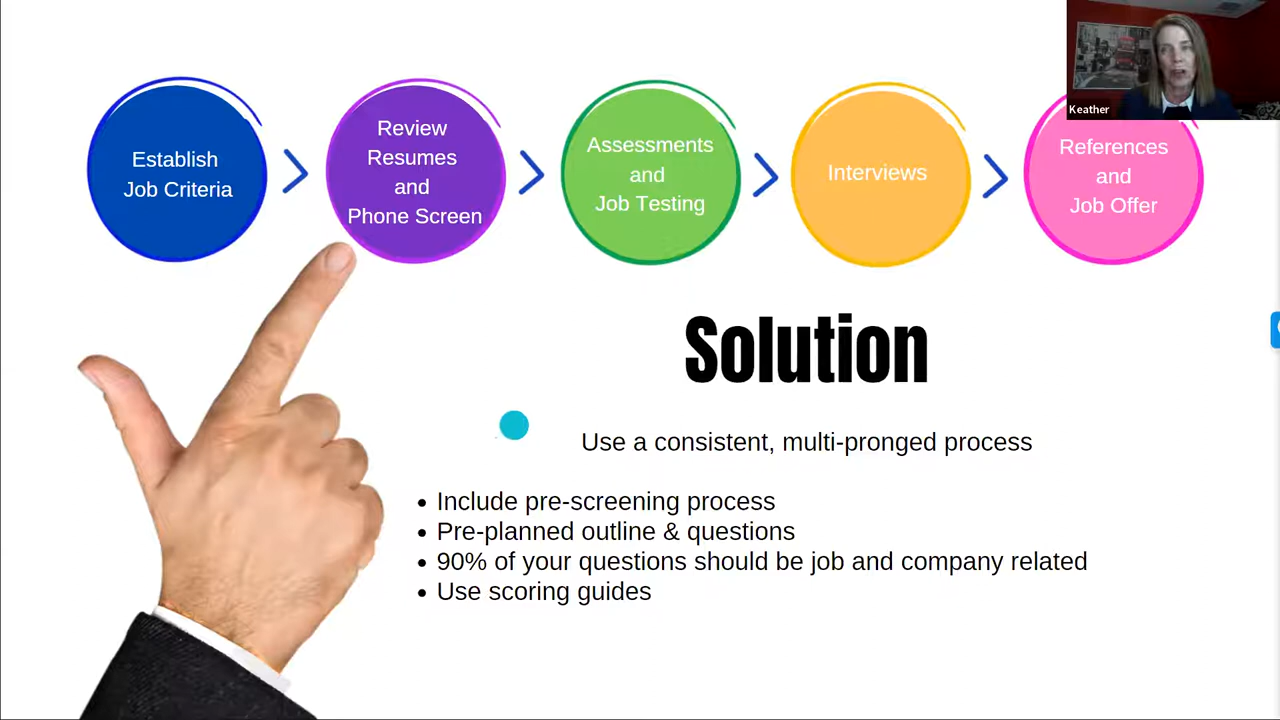 Keather
Establish
Job Criteria
Review
Resumes
and
Phone Screen
Assessments
and
Job Testing
Interviews
References
and
Job Offer
Solution
Use a consistent, multi-pronged process
• Include pre-screening process
• Pre-planned outline & questions
• 90% of your questions should be job and company related
• Use scoring guides